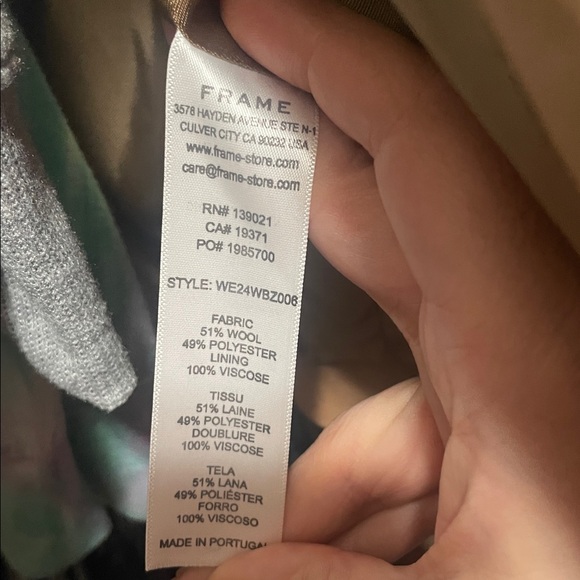 FRAME
3578 HAYDEN AVENUE STE N-1
CULVER CITY CA 90232 USA
www.frame-store.com
care@frame-store.com
RN# 139021
CA# 19371
PO# 1985700
STYLE: WE24WBZ006
FABRIC
51% WOOL
49% POLYESTER
LINING
100% VISCOSE
TISSU
51% LAINE
49% POLYESTER
DOUBLURE
100% VISCOSE
TELA
51% LANA
49% POLIÉSTER
FORRO
100% VISCOSO
MADE IN PORTUGAL